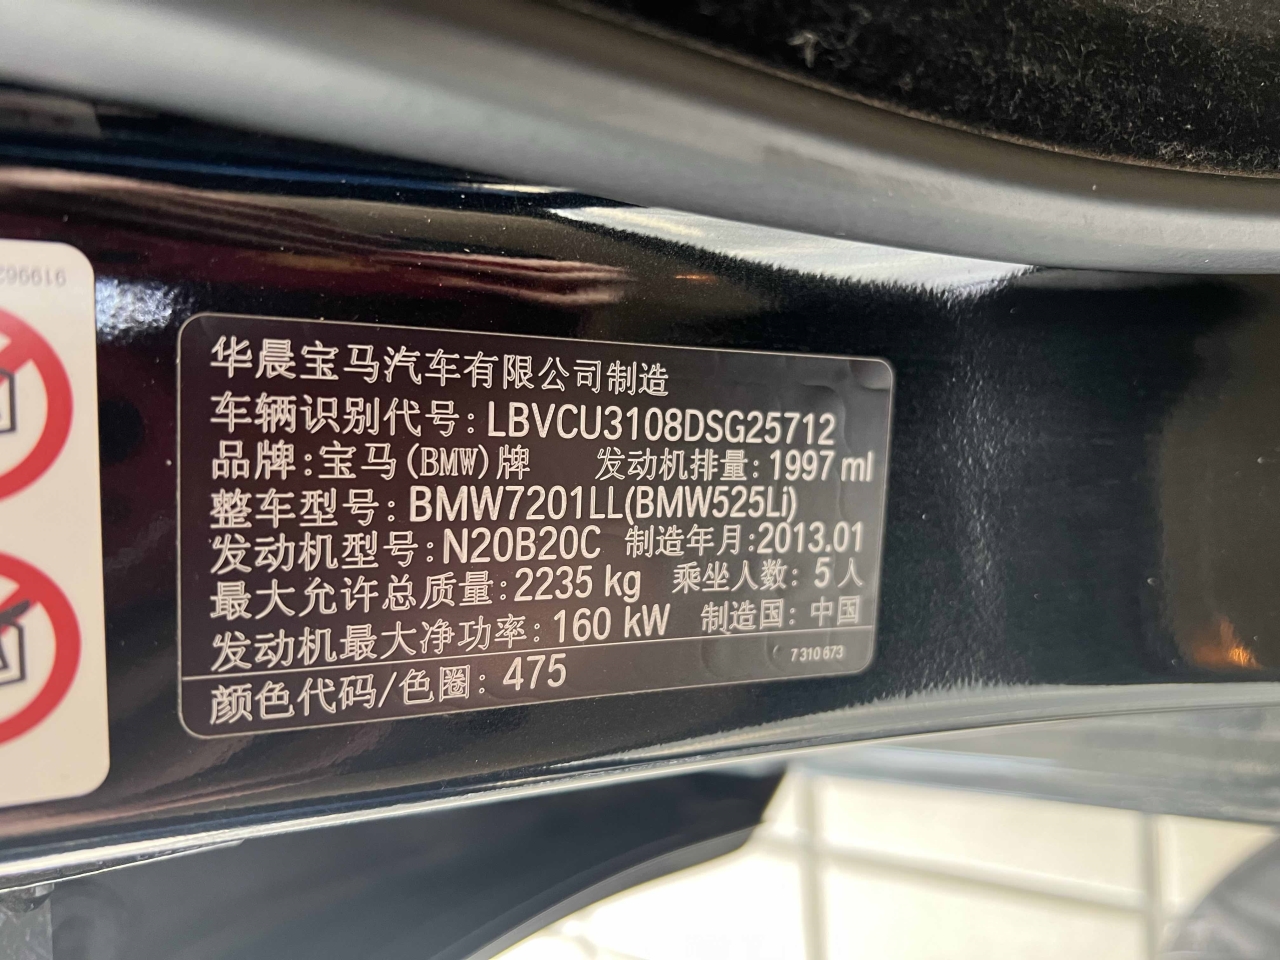 华晨宝马汽车有限公司制造
车辆识别代号: LBVCU3108DSG25712
品牌:宝马(BMW)牌 发动机排量: 1997 ml
整车型号: BMW7201LL(BMW525Li)
发动机型号: N20B20C 制造年月:2013.01
最大允许总质量: 2235 kg 乘坐人数: 5人
发动机最大净功率: 160 kW 制造国: 中国
7 310 673
颜色代码/色圈: 475